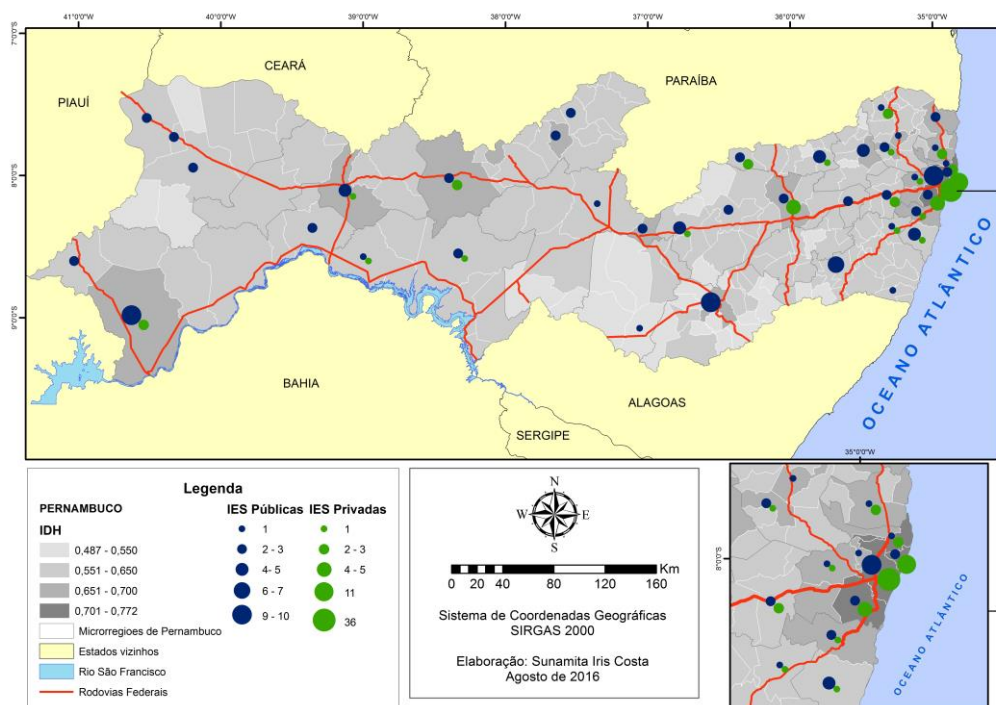 41°0'0"W
40°0'0"W
39°0'0"W
38°0'0"W
37°0'0"W
36°0'0"W
35°0'0"W
7°0'0"S
8°0'0"S
9°0'0"S
CEARÁ
PARAÍBA
PIAUÍ
BAHIA
ALAGOAS
SERGIPE
OCEANO ATLÂNTICO
Legenda
PERNAMBUCO
IDH
0,487 - 0,550
0,551 - 0,650
0,651 - 0,700
0,701 - 0,772
Microrregioes de Pernambuco
Estados vizinhos
Rio São Francisco
Rodovias Federais
IES Públicas
1
2 - 3
4 - 5
6 - 7
9 - 10
IES Privadas
1
2 - 3
4 - 5
11
36
N
W
E
S
0
20
40
80
120
160
Km
Sistema de Coordenadas Geográficas
SIRGAS 2000
Elaboração: Sunamita Iris Costa
Agosto de 2016
35°0'0"W
8°0'0"S
OCEANO ATLÂNTICO